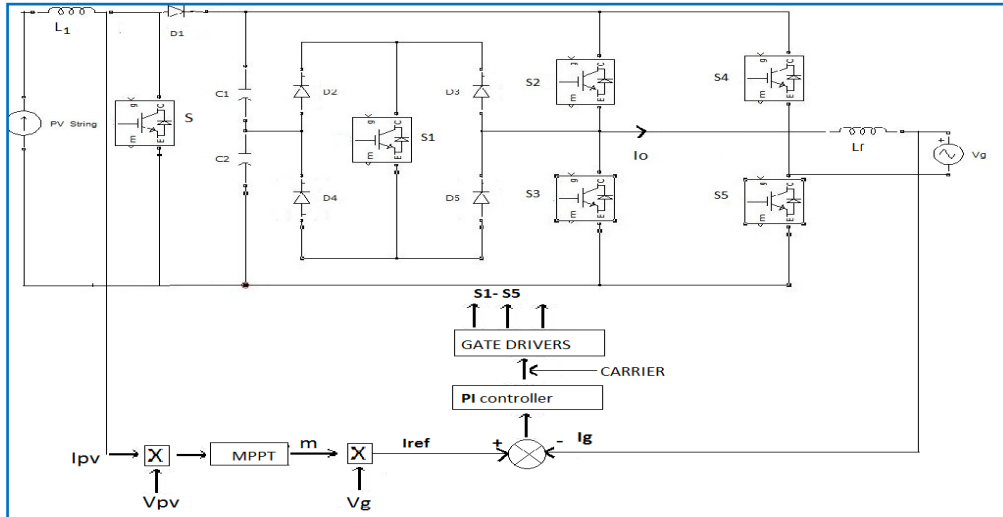 L1
D1
PV String
g
C
m
E
S
C1
C2
D2
D3
D4
D5
g
C
m
E
S1
S2
g
C
m
E
S3
g
C
m
E
S4
g
C
m
E
S5
g
C
m
E
Io
Lf
+
Vg
S1- S5
GATE DRIVERS
CARRIER
PI controller
Ipv
X
MPPT
m
X
Iref
+
-
Ig
Vpv
Vg